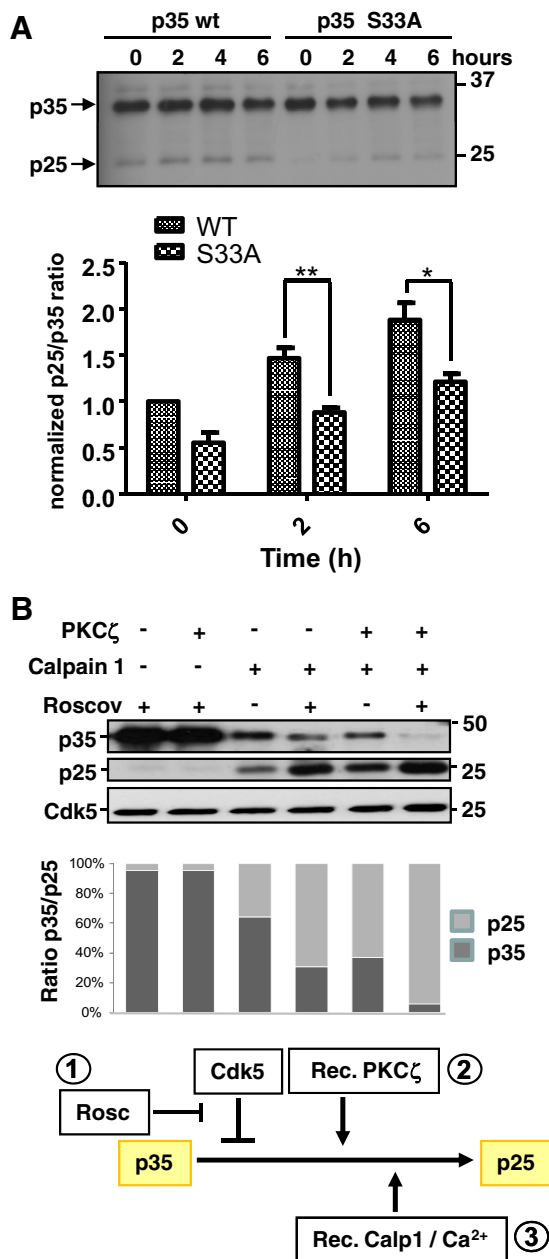 A
p35 wt p35 S33A
0 2 4 6 0 2 4 6 hours
p35
p25
37
25
WT
S33A
normalized p25/p35 ratio
2.5
2.0
1.5
1.0
0.5
0.0
** *
0 2 6
Time (h)
B
PKCζ - + - - + +
Calpain 1 - - + + + +
Roscov + + - + - +
p35 50
p25 25
Cdk5 25
Ratio p35/p25
100%
80%
60%
40%
20%
0%
p25
p35
1 Cdk5 Rec. PKCζ 2
Rosc
p35 p25
Rec. Calp1 / Ca²⁺ 3